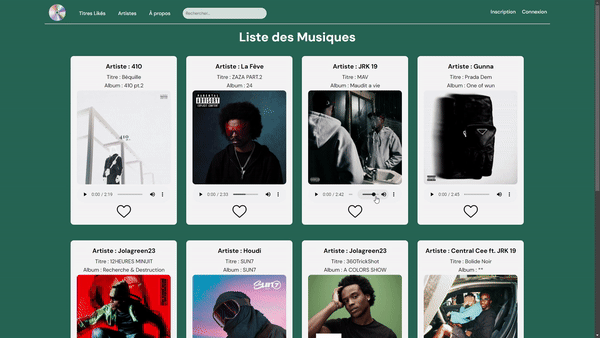 Titres Likés
Artistes
À propos
Rechercher...
Inscription
Connexion
Liste des Musiques
Artiste : 410
Titre : Béquille
Album : 410 pt.2
410
0:00 / 2:19
Artiste : La Fève
Titre : ZAZA PART.2
Album : 24
PARENTAL
ADVISORY
EXPLICIT CONTENT
0:00 / 2:33
Artiste : JRK 19
Titre : MAV
Album : Maudit a vie
0:00 / 2:42
Artiste : Gunna
Titre : Prada Dem
Album : One of wun
0:00 / 2:45
Artiste : Jolagreen23
Titre : 12HEURES MINUIT
Album : Recherche & Destruction
Artiste : Houdi
Titre : SUN7
Album : SUN7
Sun7
Artiste : Jolagreen23
Titre : 360TrickShot
Album : A COLORS SHOW
Artiste : Central Cee ft. JRK 19
Titre : Bolide Noir
Album : **